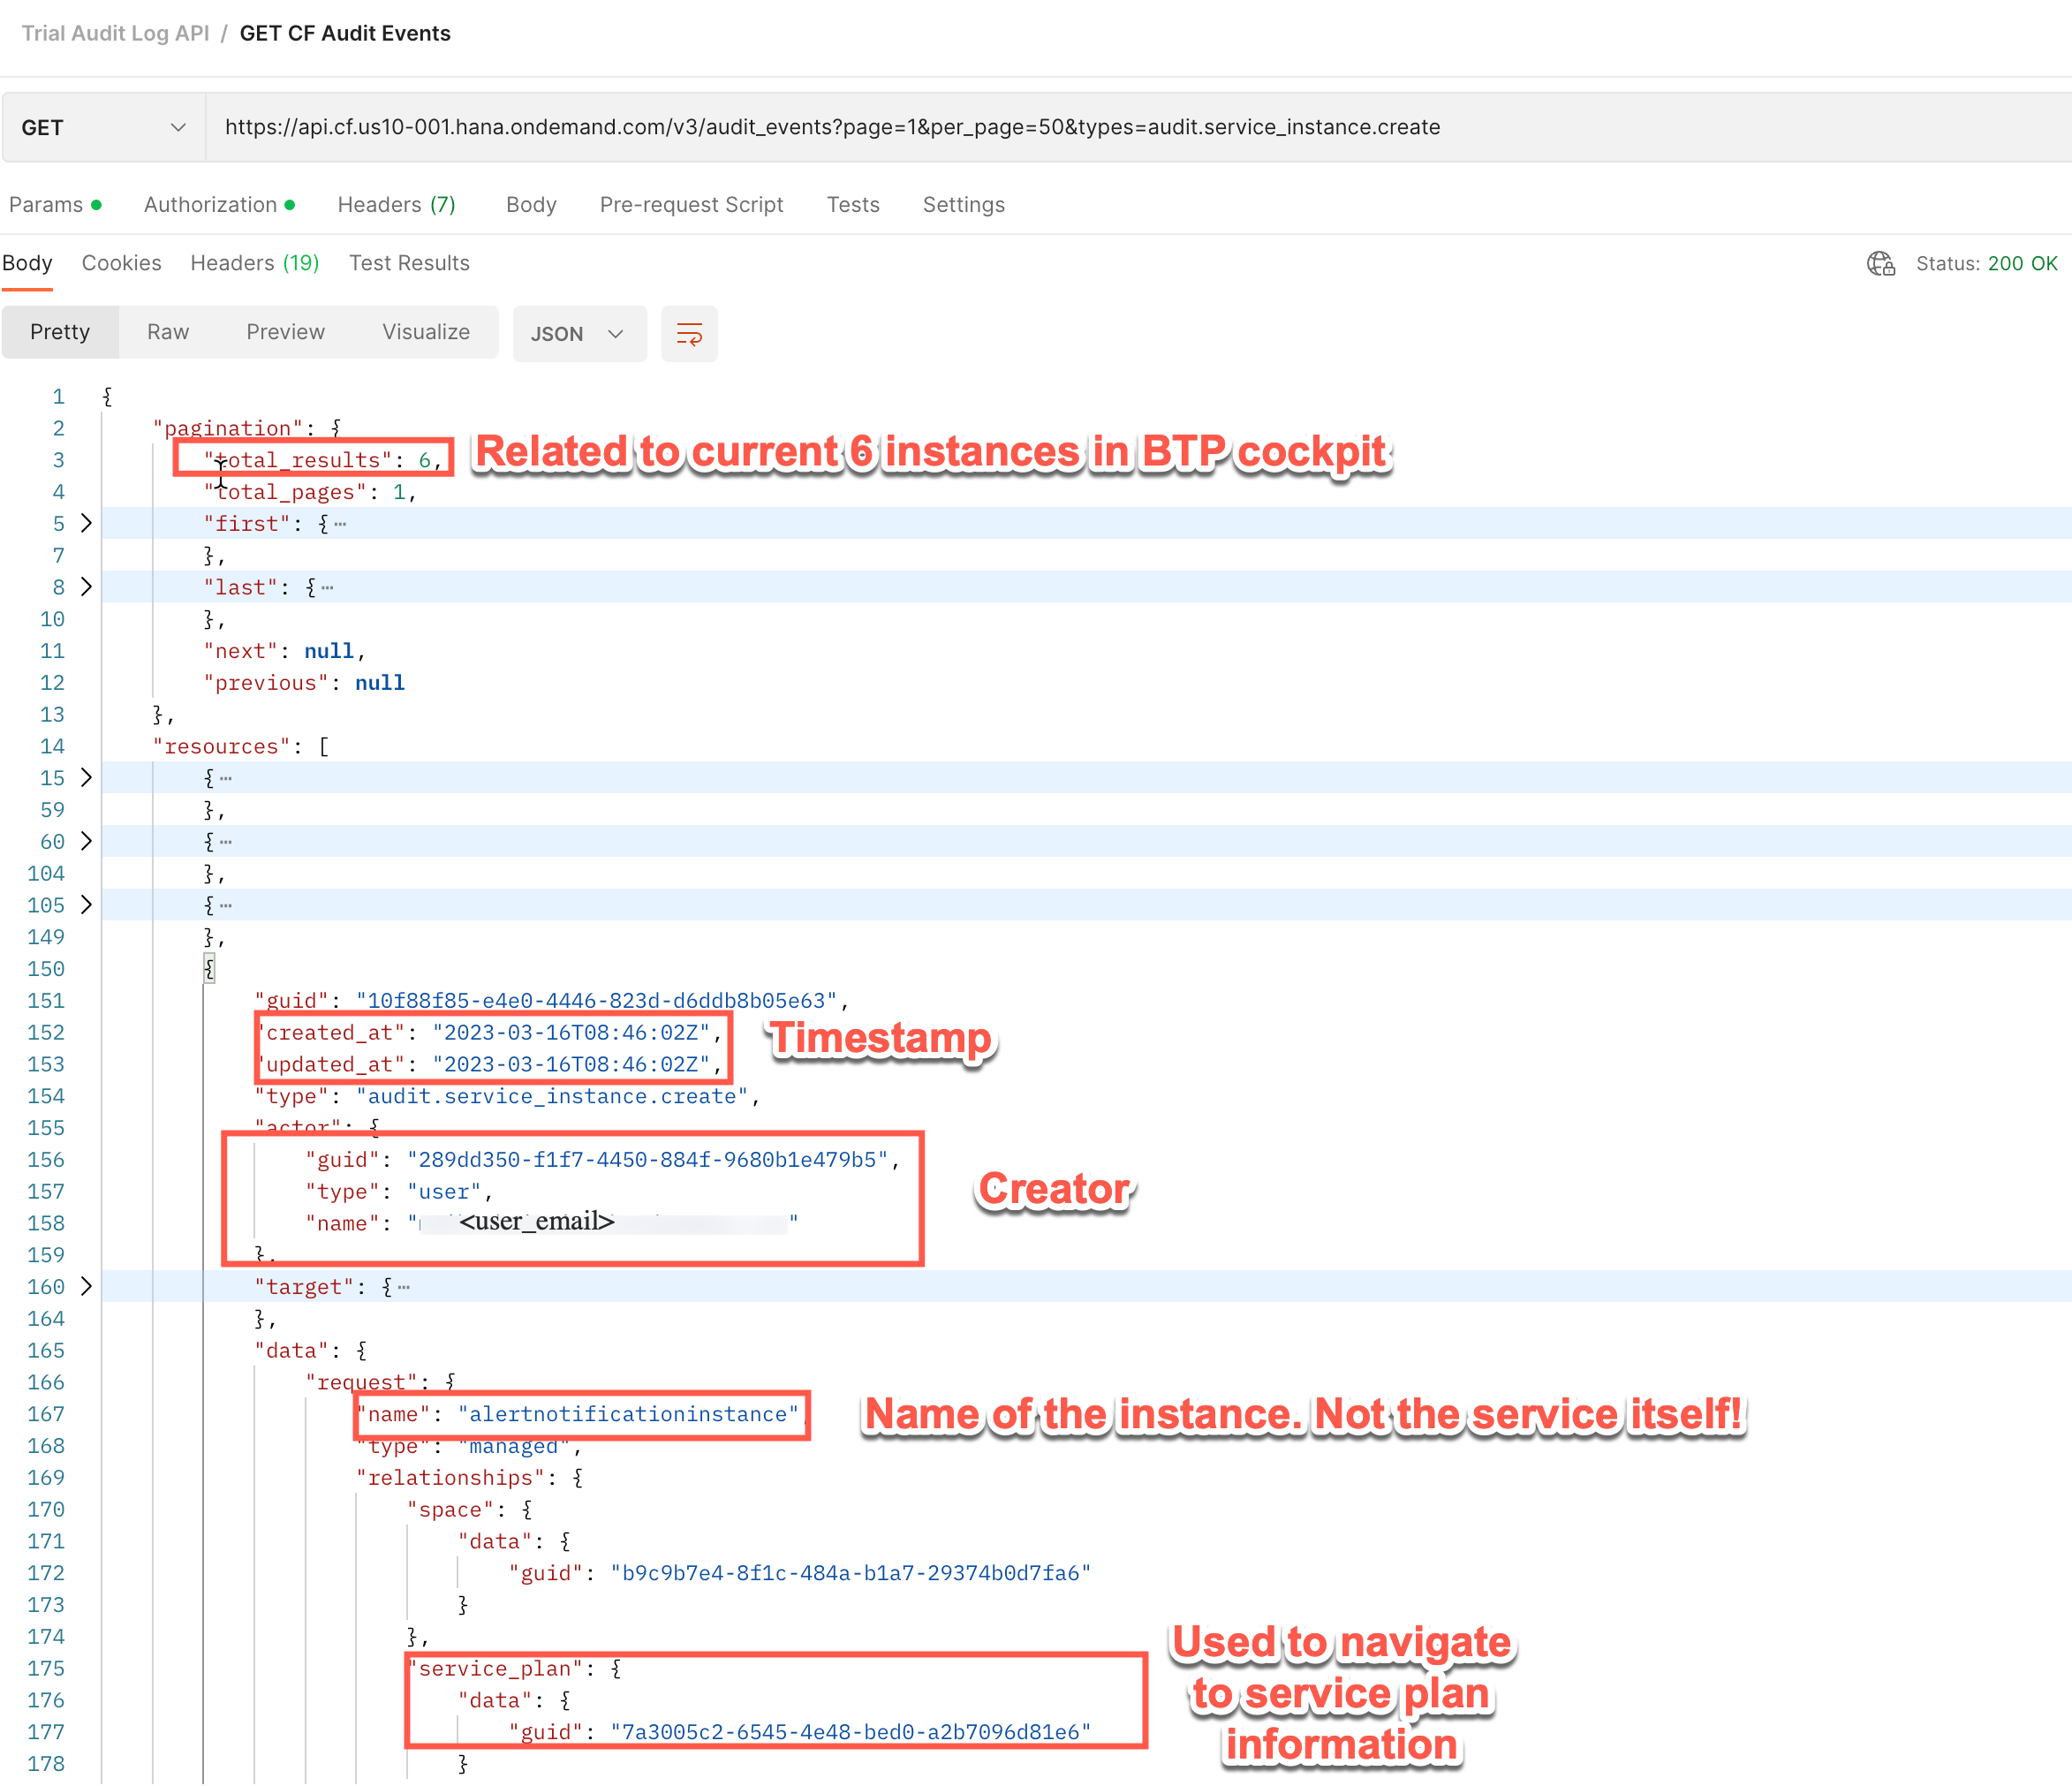 Trial Audit Log API / GET CF Audit Events
GET https://api.cf.us10-001.hana.ondemand.com/v3/audit_events?page=1&per_page=50&types=audit.service_instance.create
Params Authorization Headers (7) Body Pre-request Script Tests Settings
Body Cookies Headers (19) Test Results Status: 200 OK
Pretty Raw Preview Visualize JSON
1 {
2 "pagination": {
3 "total_results": 6, Related to current 6 instances in BTP cockpit
4 "total_pages": 1,
5 "first": {…
7 },
8 "last": {…
10 },
11 "next": null,
12 "previous": null
13 },
14 "resources": [
15 {…
59 },
60 {…
104 },
105 {…
149 },
150 {
151 "guid": "10f88f85-e4e0-4446-823d-d6ddb8b05e63",
152 "created_at": "2023-03-16T08:46:02Z", Timestamp
153 "updated_at": "2023-03-16T08:46:02Z",
154 "type": "audit.service_instance.create",
155 "actor": {
156 "guid": "289dd350-f1f7-4450-884f-9680b1e479b5",
157 "type": "user", Creator
158 "name": "<user_email>"
159 },
160 "target": {…
164 },
165 "data": {
166 "request": {
167 "name": "alertnotificationinstance", Name of the instance. Not the service itself!
168 "type": "managed",
169 "relationships": {
170 "space": {
171 "data": {
172 "guid": "b9c9b7e4-8f1c-484a-b1a7-29374b0d7fa6"
173 }
174 },
175 "service_plan": {
176 "data": {
177 "guid": "7a3005c2-6545-4e48-bed0-a2b7096d81e6"
178 }
Used to navigate
to service plan
information